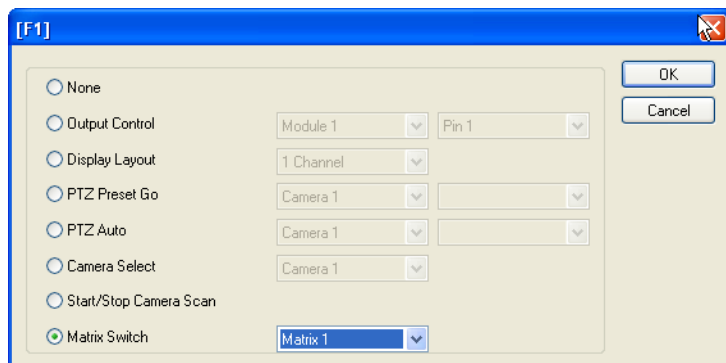 [F1]
OK
Cancel
None
Output Control Module 1 Pin 1
Display Layout 1 Channel
PTZ Preset Go Camera 1
PTZ Auto Camera 1
Camera Select Camera 1
Start/Stop Camera Scan
Matrix Switch Matrix 1